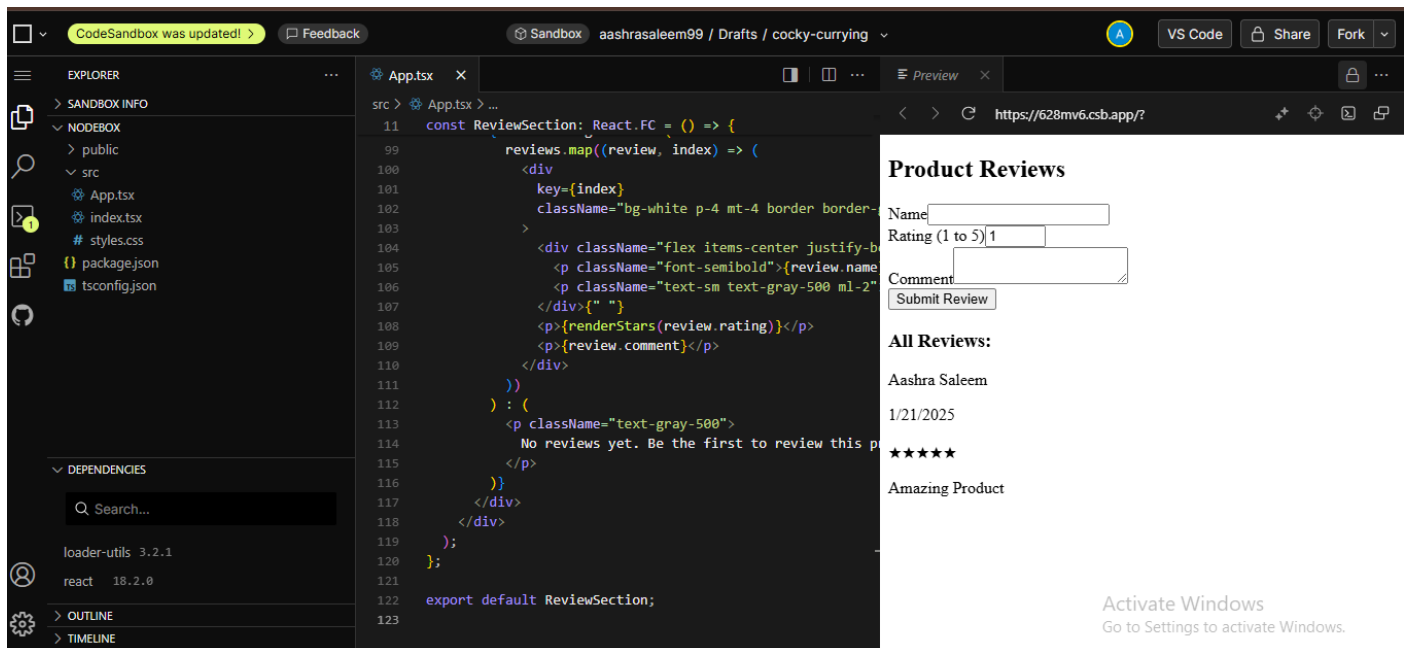 CodeSandbox was updated! >
Feedback
Sandbox aashrasaleem99 / Drafts / cocky-currying
A
VS Code
Share
Fork
EXPLORER ...
SANDBOX INFO
NODEBOX
public
src
App.tsx
index.tsx
# styles.css
{} package.json
TS tsconfig.json
1
DEPENDENCIES
Search...
loader-utils 3.2.1
react 18.2.0
OUTLINE
TIMELINE
App.tsx
src > App.tsx > ...
11 const ReviewSection: React.FC = () => {
99 reviews.map((review, index) => (
100 <div
101 key={index}
102 className="bg-white p-4 mt-4 border border-
103 >
104 <div className="flex items-center justify-b
105 <p className="font-semibold">{review.name
106 <p className="text-sm text-gray-500 ml-2"
107 </div>{" "}
108 <p>{renderStars(review.rating)}</p>
109 <p>{review.comment}</p>
110 </div>
111 ))
112 ) : (
113 <p className="text-gray-500">
114 No reviews yet. Be the first to review this p
115 </p>
116 )}
117 </div>
118 </div>
119 );
120 };
121
122 export default ReviewSection;
123
Preview
https://628mv6.csb.app/?
Product Reviews
Name
Rating (1 to 5) 1
Comment
Submit Review
All Reviews:
Aashra Saleem
1/21/2025
★★★★★
Amazing Product
Activate Windows
Go to Settings to activate Windows.